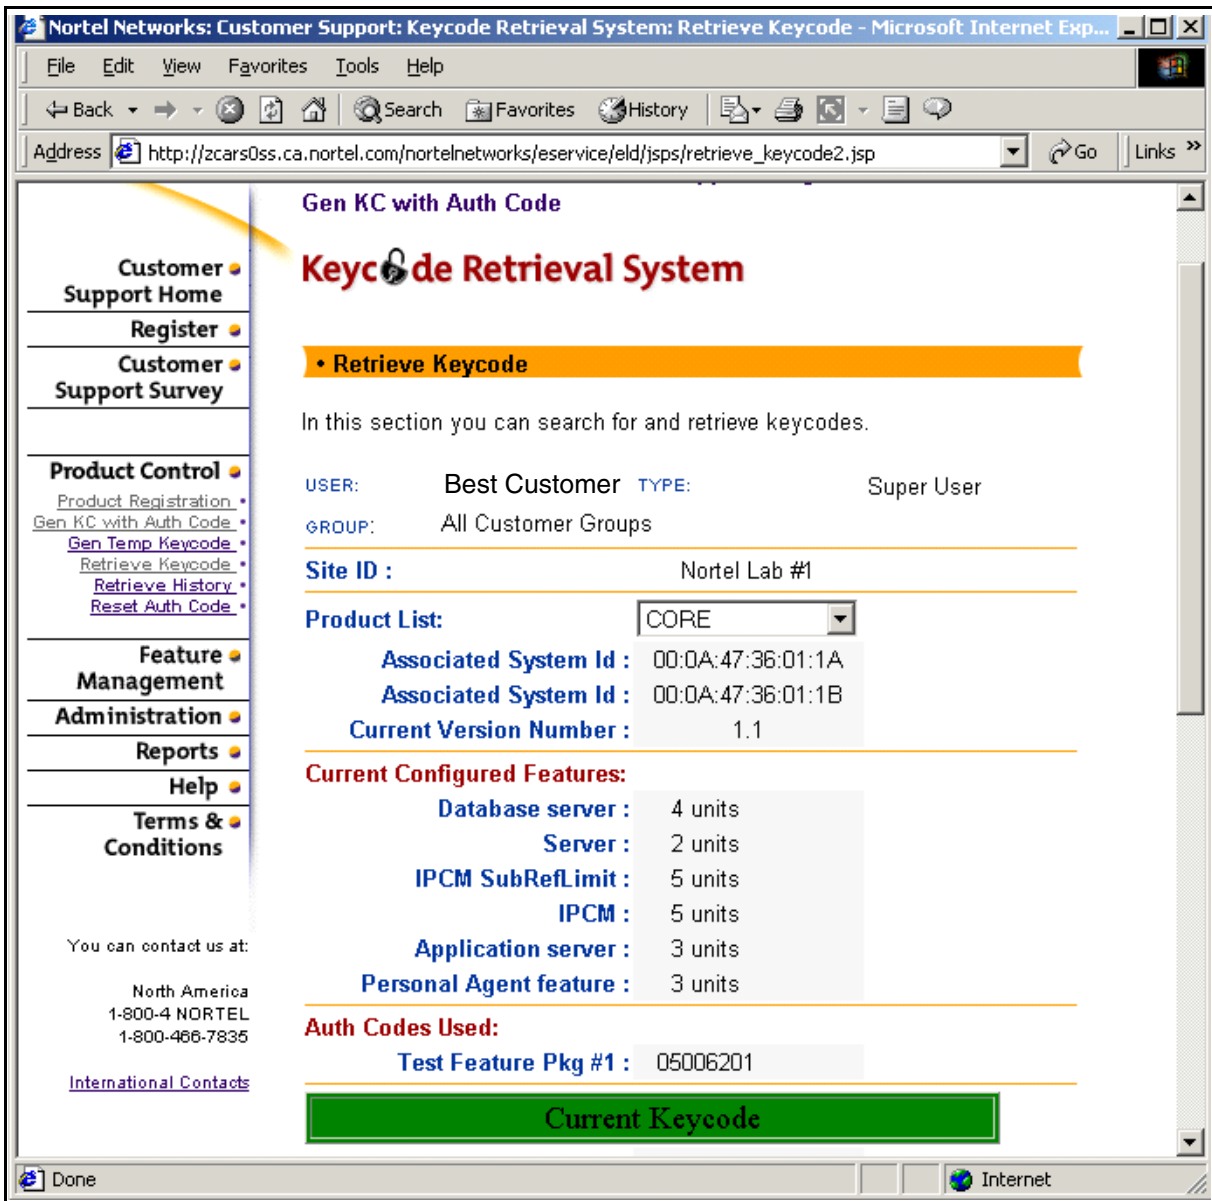 Nortel Networks: Customer Support: Keycode Retrieval System: Retrieve Keycode - Microsoft Internet Exp...
File Edit View Favorites Tools Help
Back Search Favorites History
Address http://zcars0ss.ca.nortel.com/nortelnetworks/eservice/eld/jsps/retrieve_keycode2.jsp Go Links »
Customer
Support Home
Register
Customer
Support Survey
Product Control
Product Registration •
Gen KC with Auth Code •
Gen Temp Keycode •
Retrieve Keycode •
Retrieve History •
Reset Auth Code •
Feature
Management
Administration
Reports
Help
Terms &
Conditions
You can contact us at:
North America
1-800-4 NORTEL
1-800-466-7835
International Contacts
Gen KC with Auth Code
Keycode Retrieval System
• Retrieve Keycode
In this section you can search for and retrieve keycodes.
USER: Best Customer TYPE: Super User
GROUP: All Customer Groups
Site ID : Nortel Lab #1
Product List: CORE
Associated System Id : 00:0A:47:36:01:1A
Associated System Id : 00:0A:47:36:01:1B
Current Version Number : 1.1
Current Configured Features:
Database server : 4 units
Server : 2 units
IPCM SubRefLimit : 5 units
IPCM : 5 units
Application server : 3 units
Personal Agent feature : 3 units
Auth Codes Used:
Test Feature Pkg #1 : 05006201
Current Keycode
Done Internet